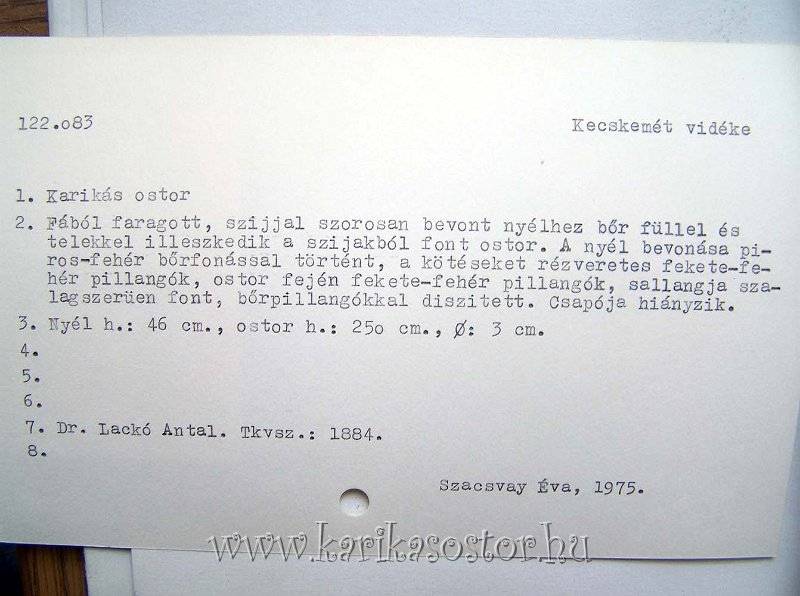 122.o83
Kecskemét vidéke
1. Karikás ostor
2. Fából faragott, szijjal szorosan bevont nyélhez bőr füllel és
telekkel illeszkedik a szijakból font ostor. A nyél bevonása pi-
ros-fehér bőrfonással történt, a kötéseket rézveretes fekete-fe-
hér pillangók, ostor fején fekete-fehér pillangók, sallangja sza-
lagszerüen font, bőrpillangókkal diszitett. Csapója hiányzik.
3. Nyél h.: 46 cm., ostor h.: 25o cm., Ø: 3 cm.
4.
5.
6.
7. Dr. Lackó Antal. Tkvsz.: 1884.
8.
Szacsvay Éva, 1975.
www.karikasostor.hu